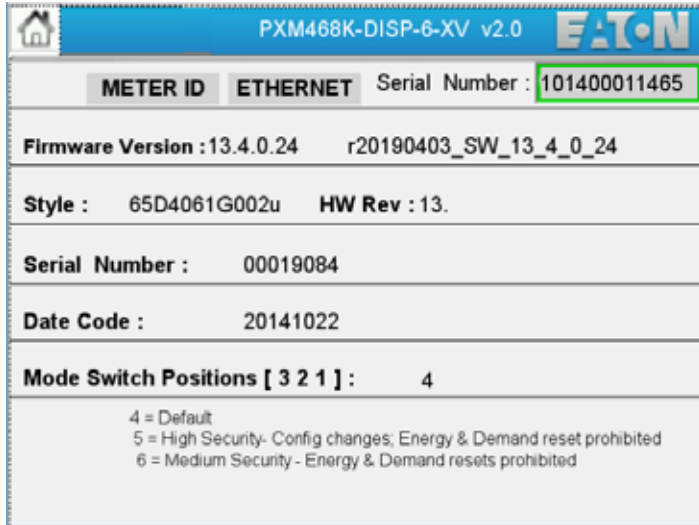 PXM468K-DISP-6-XV v2.0 EATON
METER ID ETHERNET Serial Number : 101400011465
Firmware Version :13.4.0.24 r20190403_SW_13_4_0_24
Style : 65D4061G002u HW Rev :13.
Serial Number : 00019084
Date Code : 20141022
Mode Switch Positions [ 3 2 1 ] : 4
4 = Default
5 = High Security- Config changes; Energy & Demand reset prohibited
6 = Medium Security - Energy & Demand resets prohibited